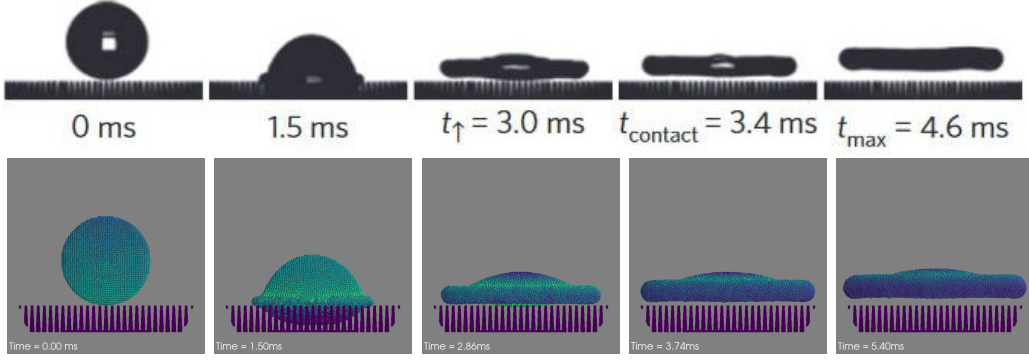 0 ms
1.5 ms
t↑ = 3.0 ms
tcontact = 3.4 ms
tmax = 4.6 ms
Time = 0.00 ms
Time = 1.50ms
Time = 2.86ms
Time = 3.74ms
Time = 5.40ms